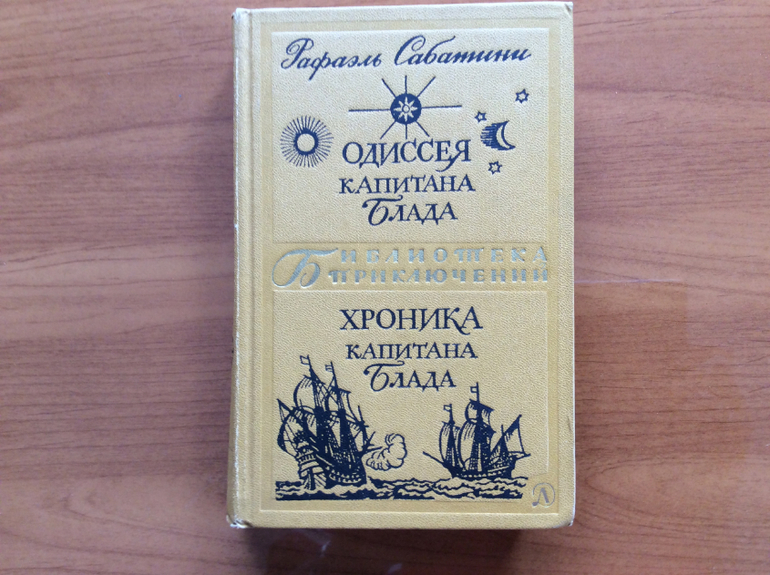 Рафаэль Сабатини
ОДИССЕЯ
КАПИТАНА
БЛАДА
БИБЛИОТЕКА
ПРИКЛЮЧЕНИЙ
ХРОНИКА
КАПИТАНА
БЛАДА
Л